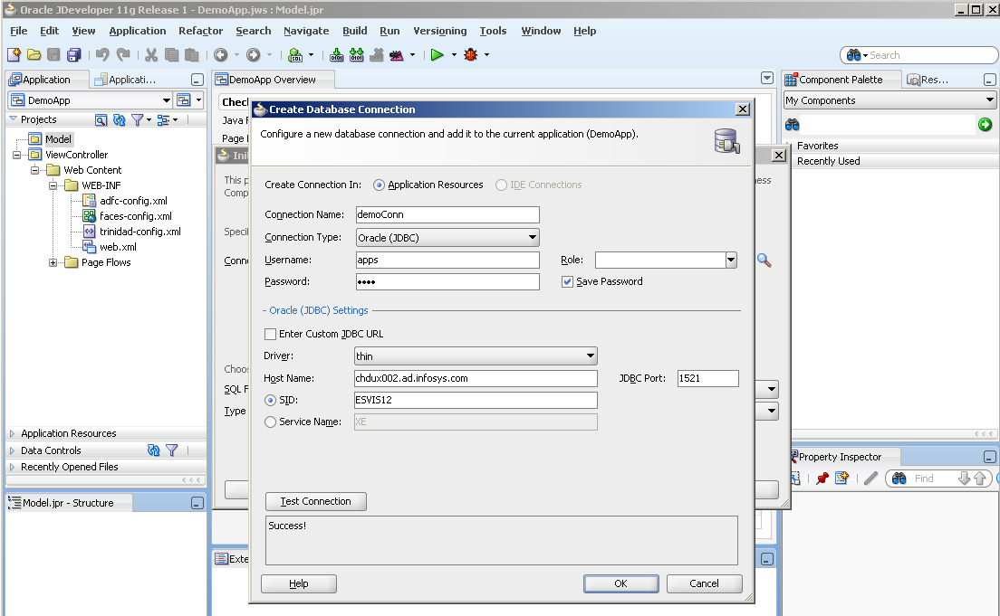 Oracle JDeveloper 11g Release 1 - DemoApp.jws : Model.jpr
File Edit View Application Refactor Search Navigate Build Run Versioning Tools Window Help
Search
Application Applicati...
DemoApp
Projects
Model
ViewController
Web Content
WEB-INF
adfc-config.xml
faces-config.xml
trinidad-config.xml
web.xml
Page Flows
Application Resources
Data Controls
Recently Opened Files
Model.jpr - Structure
DemoApp Overview
Chec
Java F
Page
Init
This p
ness
Comp
Specif
Conne
Choos
SQL F
Type
Exte
Create Database Connection
Configure a new database connection and add it to the current application (DemoApp).
Create Connection In: Application Resources IDE Connections
Connection Name: demoConn
Connection Type: Oracle (JDBC)
Username: apps Role:
Password: •••• Save Password
Oracle (JDBC) Settings
Enter Custom JDBC URL
Driver: thin
Host Name: chdux002.ad.infosys.com JDBC Port: 1521
SID: ESVIS12
Service Name: XE
Test Connection
Success!
Help OK Cancel
Component Palette Res...
My Components
Favorites
Recently Used
Property Inspector
Find